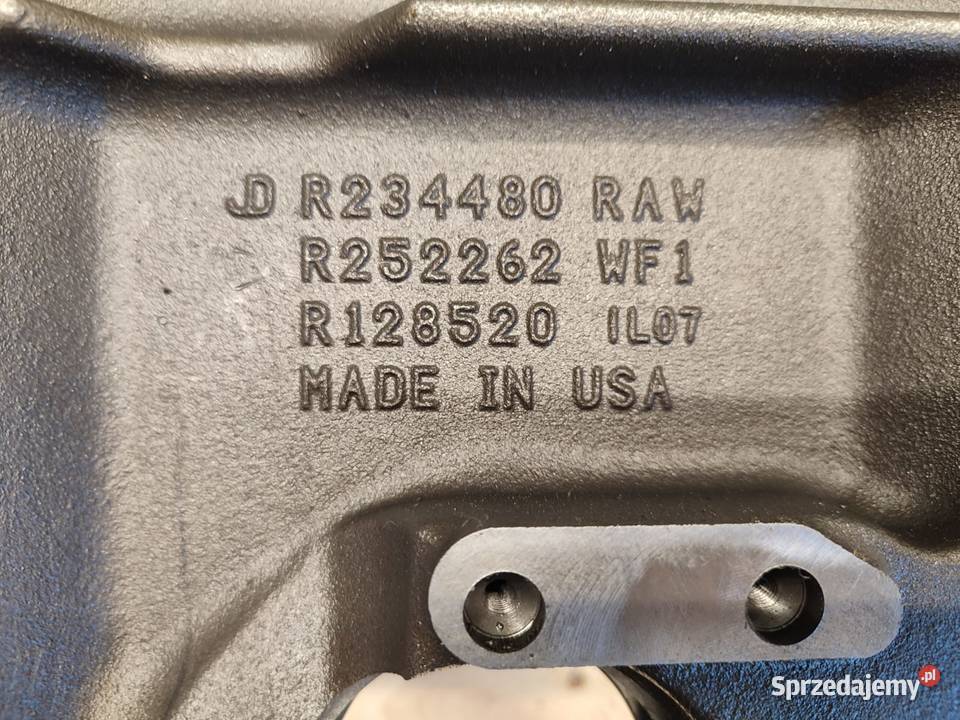 JD R234480 RAW
R252262 WF1
R128520 IL07
MADE IN USA
Sprzedajemy.pl